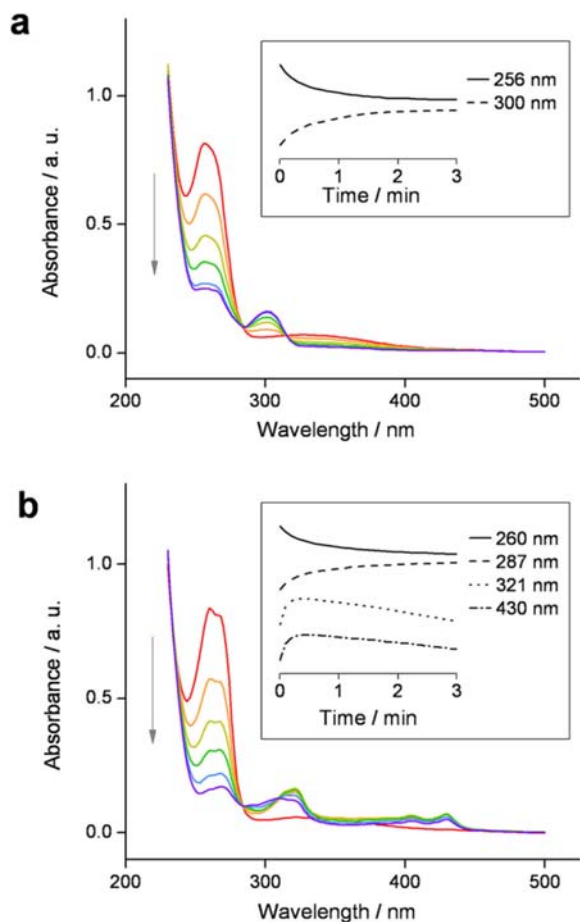 a
Absorbance / a. u.
1.0
0.5
0.0
200
300
400
500
Wavelength / nm
256 nm
300 nm
0
1
2
3
Time / min
b
Absorbance / a. u.
1.0
0.5
0.0
200
300
400
500
Wavelength / nm
260 nm
287 nm
321 nm
430 nm
0
1
2
3
Time / min